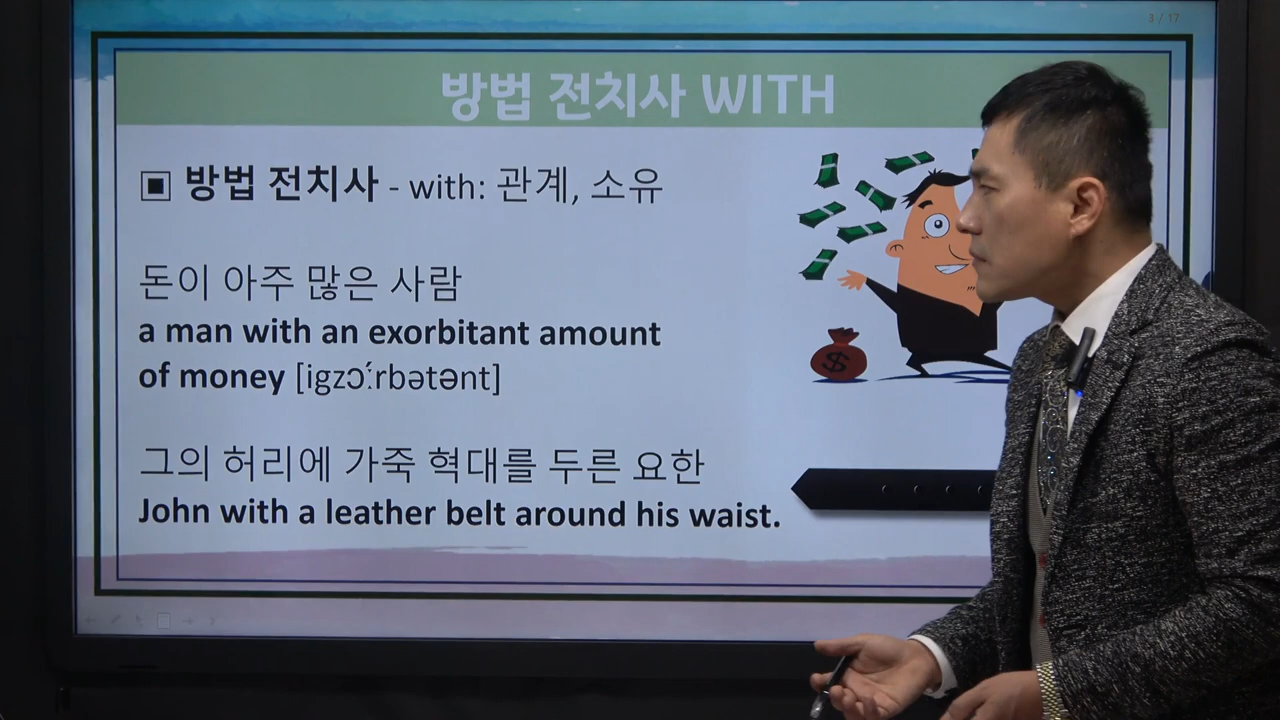 3 / 17
방법 전치사 WITH
▣ 방법 전치사 - with: 관계, 소유
돈이 아주 많은 사람
a man with an exorbitant amount
of money [igzɔ́ːrbətənt]
그의 허리에 가죽 혁대를 두른 요한
John with a leather belt around his waist.
$